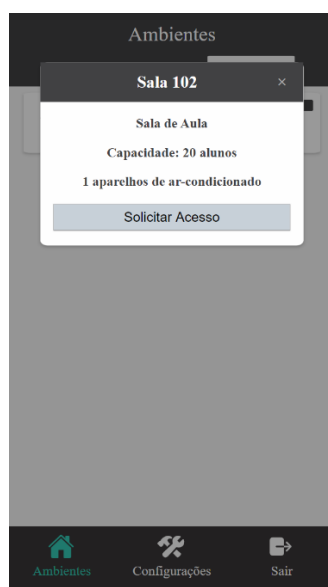 Ambientes
Sala 102 ×
Sala de Aula
Capacidade: 20 alunos
1 aparelhos de ar-condicionado
Solicitar Acesso
Ambientes Configurações Sair